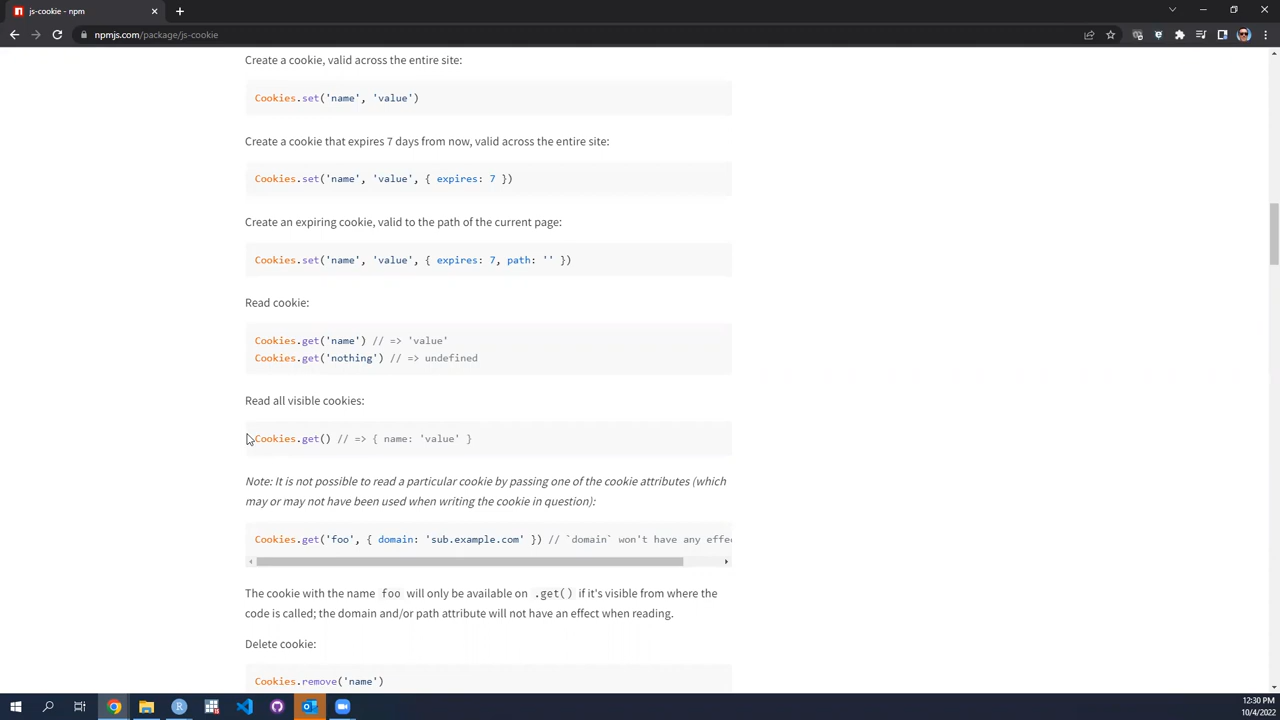 js-cookie - npm
npmjs.com/package/js-cookie
Create a cookie, valid across the entire site:
Cookies.set('name', 'value')
Create a cookie that expires 7 days from now, valid across the entire site:
Cookies.set('name', 'value', { expires: 7 })
Create an expiring cookie, valid to the path of the current page:
Cookies.set('name', 'value', { expires: 7, path: '' })
Read cookie:
Cookies.get('name') // => 'value'
Cookies.get('nothing') // => undefined
Read all visible cookies:
Cookies.get() // => { name: 'value' }
Note: It is not possible to read a particular cookie by passing one of the cookie attributes (which
may or may not have been used when writing the cookie in question):
Cookies.get('foo', { domain: 'sub.example.com' }) // `domain` won't have any effe
The cookie with the name foo will only be available on .get() if it's visible from where the
code is called; the domain and/or path attribute will not have an effect when reading.
Delete cookie:
Cookies.remove('name')
12:30 PM
10/4/2022